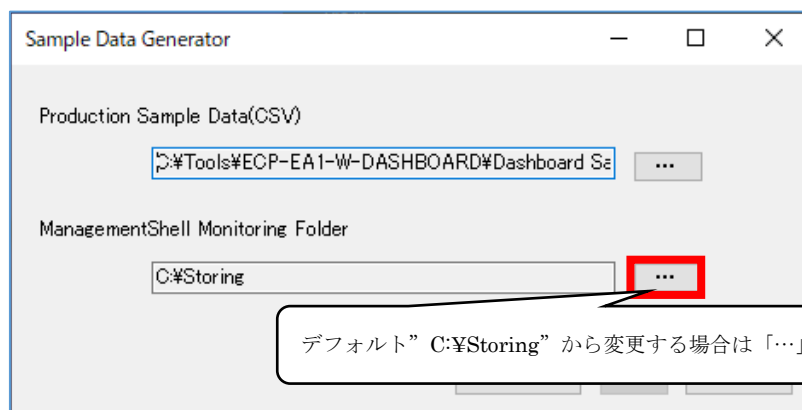 Sample Data Generator
Production Sample Data(CSV)
C:¥Tools¥ECP-EA1-W-DASHBOARD¥Dashboard Sa
...
ManagementShell Monitoring Folder
C:¥Storing
...
デフォルト”C:¥Storing”から変更する場合は「…」